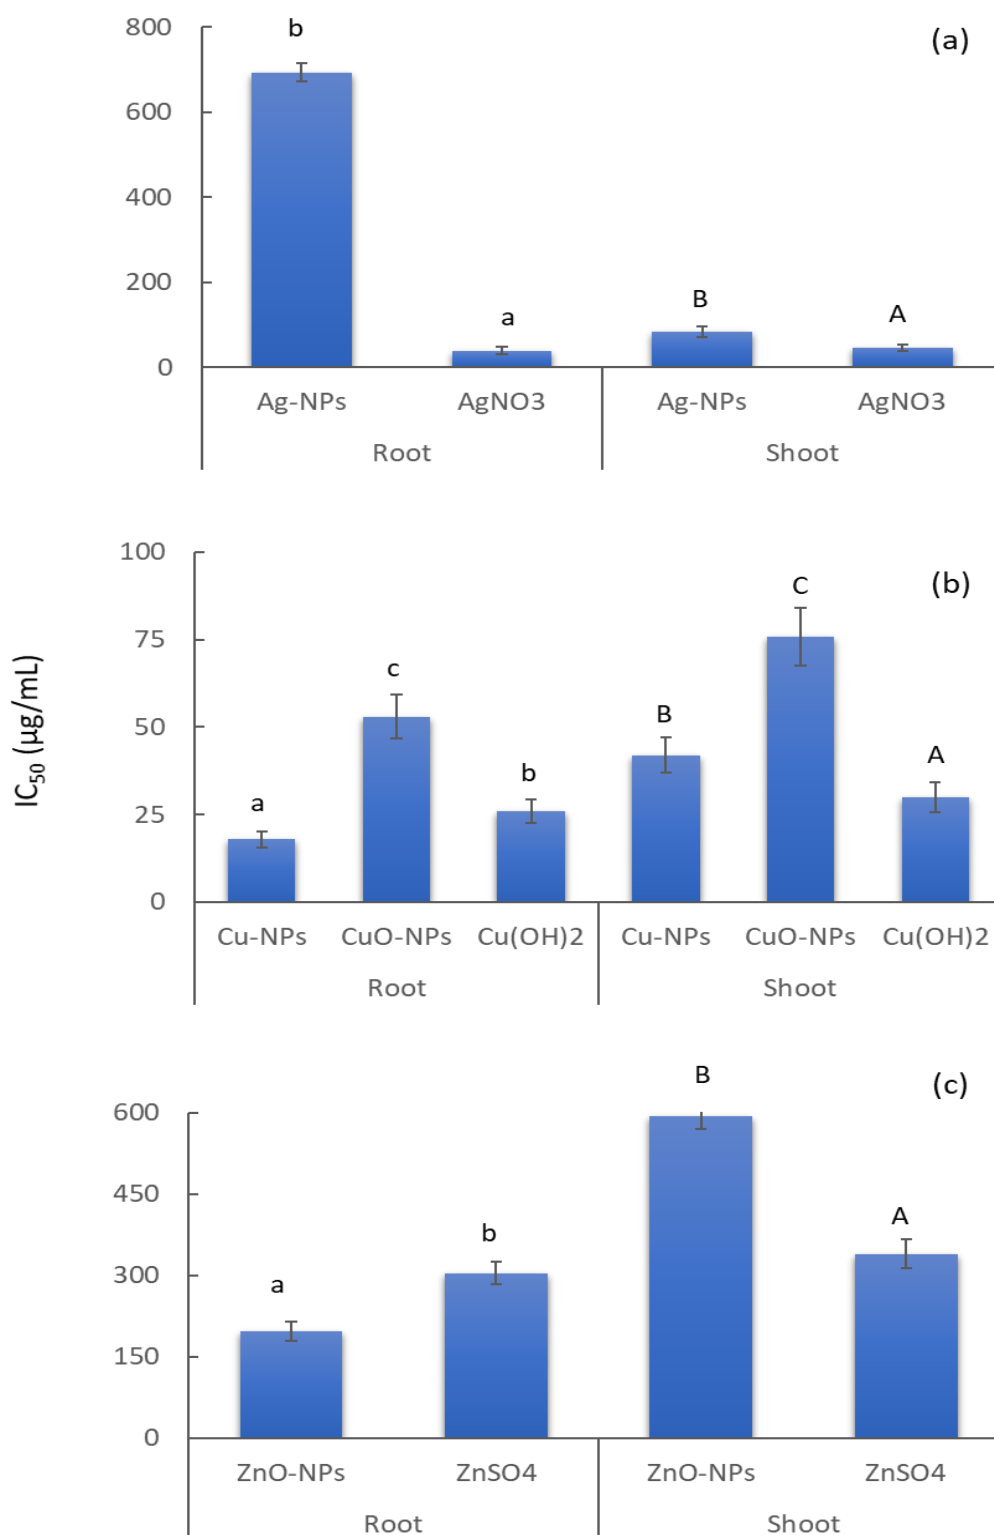 800
(a)
b
600
400
200
a
B
A
0
Ag-NPs AgNO3 Ag-NPs AgNO3
Root Shoot
IC50 (µg/mL)
100
(b)
C
75
c
50
B
A
b
a
25
0
Cu-NPs CuO-NPs Cu(OH)2 Cu-NPs CuO-NPs Cu(OH)2
Root Shoot
(c)
B
600
450
A
b
300
a
150
0
ZnO-NPs ZnSO4 ZnO-NPs ZnSO4
Root Shoot